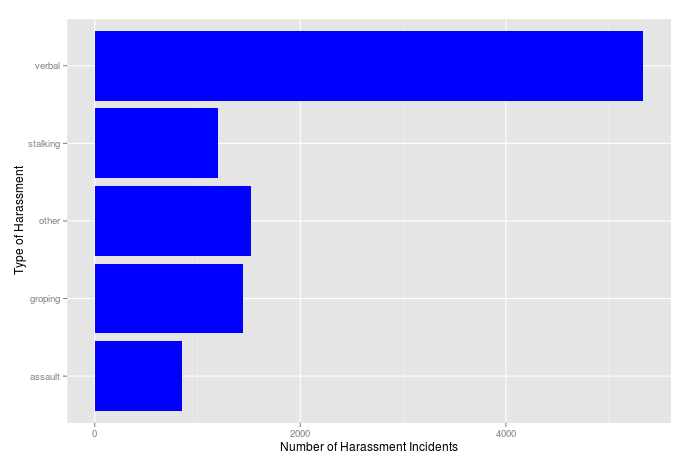 Type of Harassment
verbal
stalking
other
groping
assault
0 2000 4000
Number of Harassment Incidents